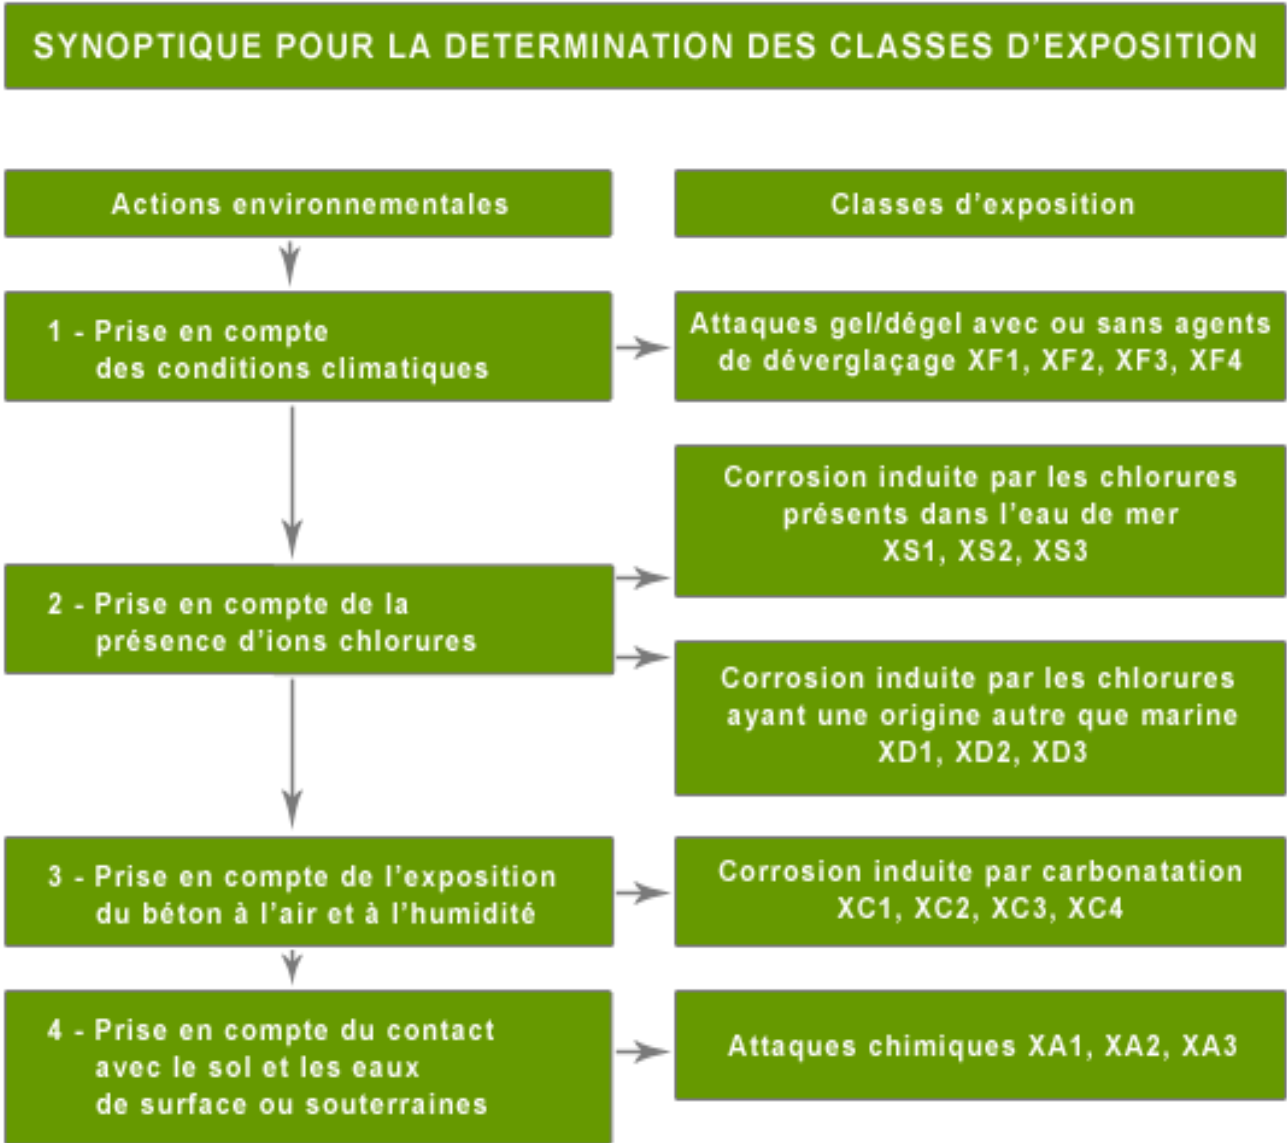 SYNOPTIQUE POUR LA DETERMINATION DES CLASSES D'EXPOSITION
Actions environnementales
Classes d'exposition
1 - Prise en compte
des conditions climatiques
Attaques gel/dégel avec ou sans agents
de déverglaçage XF1, XF2, XF3, XF4
2 - Prise en compte de la
présence d'ions chlorures
Corrosion induite par les chlorures
présents dans l'eau de mer
XS1, XS2, XS3
Corrosion induite par les chlorures
ayant une origine autre que marine
XD1, XD2, XD3
3 - Prise en compte de l'exposition
du béton à l'air et à l'humidité
Corrosion induite par carbonatation
XC1, XC2, XC3, XC4
4 - Prise en compte du contact
avec le sol et les eaux
de surface ou souterraines
Attaques chimiques XA1, XA2, XA3